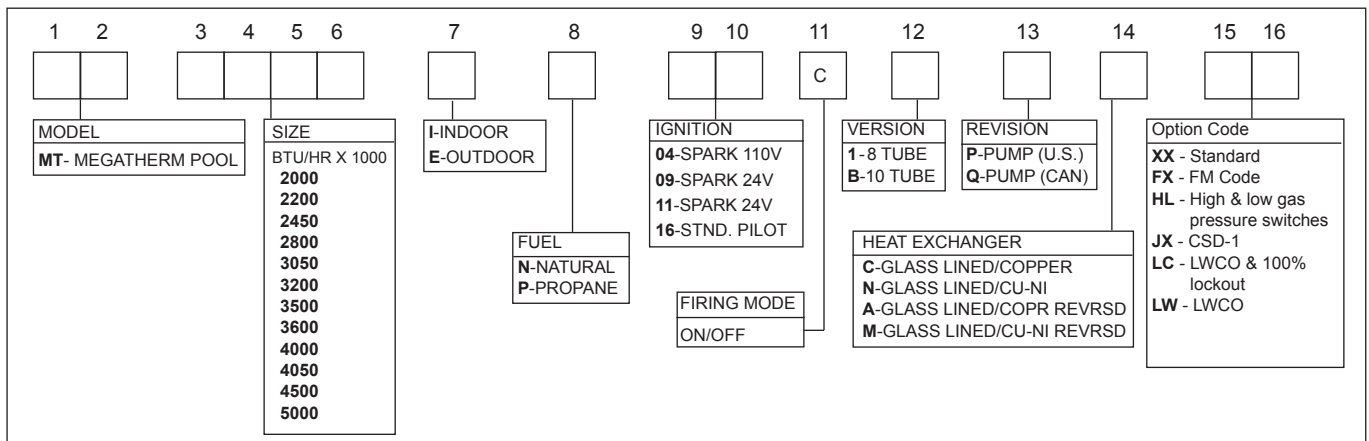 1 2 3 4 5 6 7 8 9 10 11 12 13 14 15 16
C
MODEL
MT- MEGATHERM POOL
SIZE
BTU/HR X 1000
2000
2200
2450
2800
3050
3200
3500
3600
4000
4050
4500
5000
I-INDOOR
E-OUTDOOR
FUEL
N-NATURAL
P-PROPANE
IGNITION
04-SPARK 110V
09-SPARK 24V
11-SPARK 24V
16-STND. PILOT
FIRING MODE
ON/OFF
VERSION
1-8 TUBE
B-10 TUBE
REVISION
P-PUMP (U.S.)
Q-PUMP (CAN)
HEAT EXCHANGER
C-GLASS LINED/COPPER
N-GLASS LINED/CU-NI
A-GLASS LINED/COPR REVRSD
M-GLASS LINED/CU-NI REVRSD
Option Code
XX - Standard
FX - FM Code
HL - High & low gas
pressure switches
JX - CSD-1
LC - LWCO & 100%
lockout
LW - LWCO